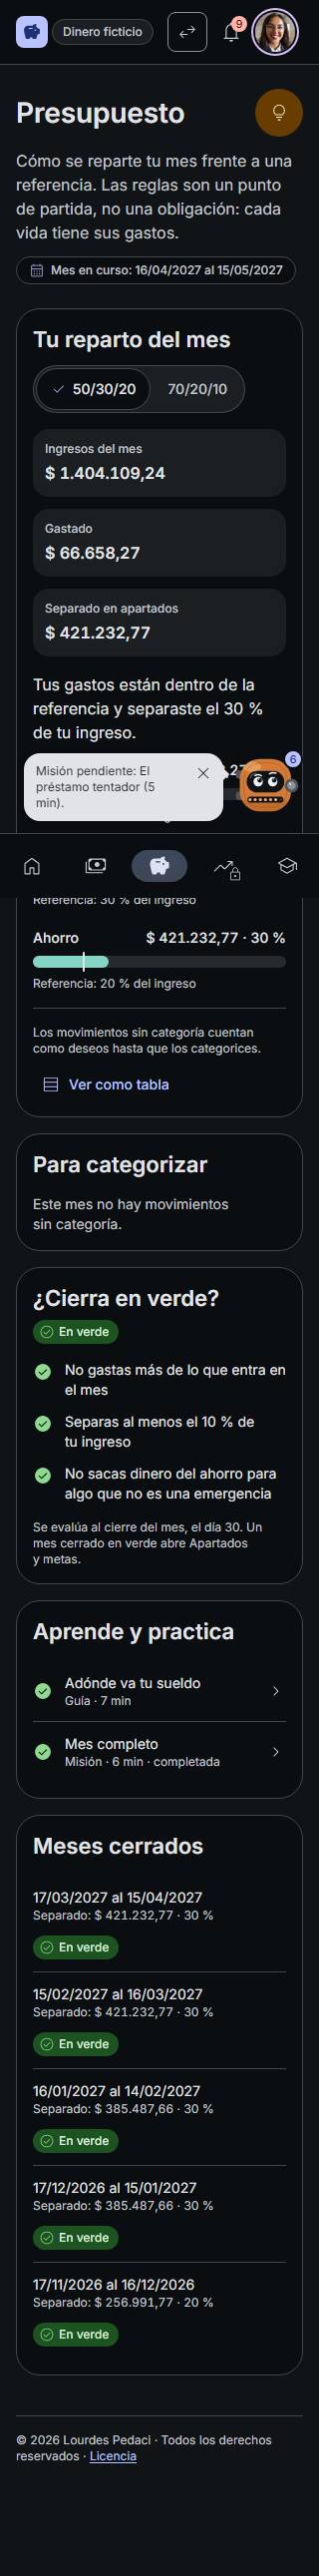 Dinero ficticio
9
Presupuesto
Cómo se reparte tu mes frente a una
referencia. Las reglas son un punto
de partida, no una obligación: cada
vida tiene sus gastos.
Mes en curso: 16/04/2027 al 15/05/2027
Tu reparto del mes
50/30/20
70/20/10
Ingresos del mes
$ 1.404.109,24
Gastado
$ 66.658,27
Separado en apartados
$ 421.232,77
Tus gastos están dentro de la
referencia y separaste el 30 %
de tu ingreso.
Misión pendiente: El
préstamo tentador (5
min).
6
Referencia: 30 % del ingreso
Ahorro
$ 421.232,77 · 30 %
Referencia: 20 % del ingreso
Los movimientos sin categoría cuentan
como deseos hasta que los categorices.
Ver como tabla
Para categorizar
Este mes no hay movimientos
sin categoría.
¿Cierra en verde?
En verde
No gastas más de lo que entra en
el mes
Separas al menos el 10 % de
tu ingreso
No sacas dinero del ahorro para
algo que no es una emergencia
Se evalúa al cierre del mes, el día 30. Un
mes cerrado en verde abre Apartados
y metas.
Aprende y practica
Adónde va tu sueldo
Guía · 7 min
Mes completo
Misión · 6 min · completada
Meses cerrados
17/03/2027 al 15/04/2027
Separado: $ 421.232,77 · 30 %
En verde
15/02/2027 al 16/03/2027
Separado: $ 421.232,77 · 30 %
En verde
16/01/2027 al 14/02/2027
Separado: $ 385.487,66 · 30 %
En verde
17/12/2026 al 15/01/2027
Separado: $ 385.487,66 · 30 %
En verde
17/11/2026 al 16/12/2026
Separado: $ 256.991,77 · 20 %
En verde
© 2026 Lourdes Pedaci · Todos los derechos
reservados · Licencia